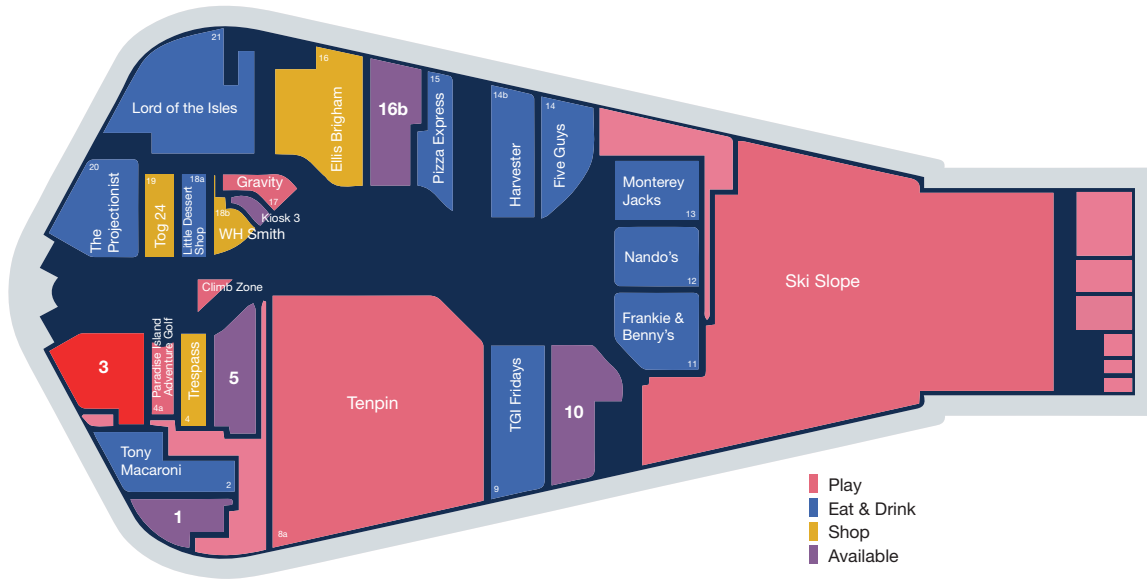 21
Lord of the Isles
16
Ellis Brigham
16b
15
Pizza Express
14b
Harvester
14
Five Guys
20
The
Projectionist
19
Tog 24
18a
Little Dessert
Shop
Gravity
17
Kiosk 3
18b
WH Smith
Monterey
Jacks
13
Nando's
12
Frankie &
Benny's
11
Ski Slope
Climb Zone
3
Paradise Island
Adventure Golf
4a
Trespass
4
5
Tenpin
8a
TGI Fridays
9
10
Tony
Macaroni
2
1
Play
Eat & Drink
Shop
Available